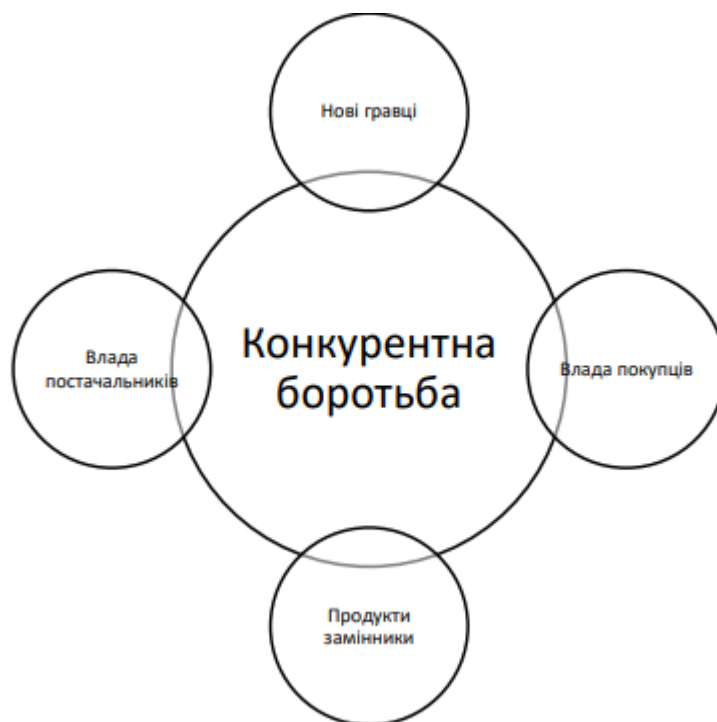 Нові гравці
Влада
постачальників
Конкурентна
боротьба
Влада покупців
Продукти
замінники